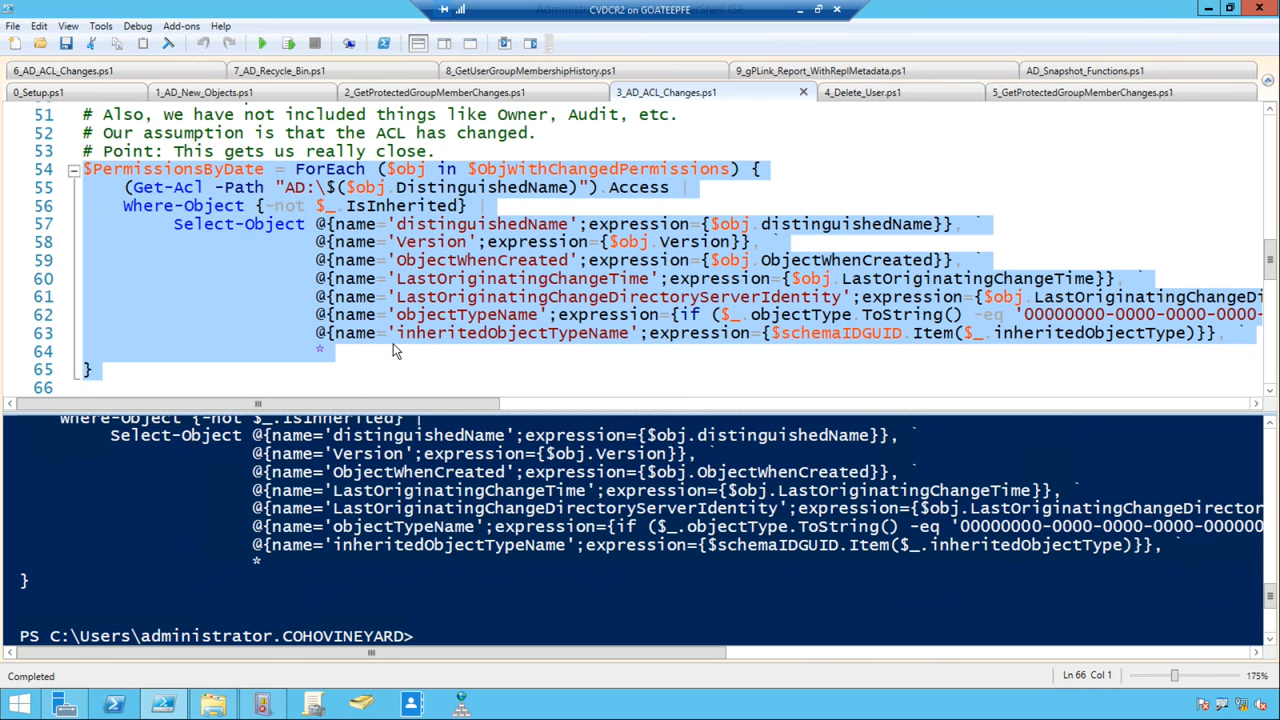 CVDCR2 on GOATEEPFE
File Edit View Tools Debug Add-ons Help
6_AD_ACL_Changes.ps1 7_AD_Recycle_Bin.ps1 8_GetUserGroupMembershipHistory.ps1 9_gPLink_Report_WithReplMetadata.ps1 AD_Snapshot_Functions.ps1
0_Setup.ps1 1_AD_New_Objects.ps1 2_GetProtectedGroupMemberChanges.ps1 3_AD_ACL_Changes.ps1 4_Delete_User.ps1 5_GetProtectedGroupMemberChanges.ps1
51 # Also, we have not included things like Owner, Audit, etc.
52 # Our assumption is that the ACL has changed.
53 # Point: This gets us really close.
54 $PermissionsByDate = ForEach ($obj in $ObjWithChangedPermissions) {
55 (Get-Acl -Path "AD:\$($obj.DistinguishedName)").Access |
56 Where-Object {-not $_.IsInherited} |
57 Select-Object @{name='distinguishedName';expression={$obj.distinguishedName}}, `
58 @{name='Version';expression={$obj.Version}}, `
59 @{name='ObjectWhenCreated';expression={$obj.ObjectWhenCreated}}, `
60 @{name='LastOriginatingChangeTime';expression={$obj.LastOriginatingChangeTime}}, `
61 @{name='LastOriginatingChangeDirectoryServerIdentity';expression={$obj.LastOriginatingChangeDi
62 @{name='objectTypeName';expression={if ($_.objectType.ToString() -eq '00000000-0000-0000-0000-
63 @{name='inheritedObjectTypeName';expression={$schemaIDGUID.Item($_.inheritedObjectType)}}, `
64 *
65 }
66
where-Object {-not $_.IsInherited} |
Select-Object @{name='distinguishedName';expression={$obj.distinguishedName}}, `
@{name='Version';expression={$obj.Version}}, `
@{name='ObjectWhenCreated';expression={$obj.ObjectWhenCreated}}, `
@{name='LastOriginatingChangeTime';expression={$obj.LastOriginatingChangeTime}}, `
@{name='LastOriginatingChangeDirectoryServerIdentity';expression={$obj.LastOriginatingChangeDirector
@{name='objectTypeName';expression={if ($_.objectType.ToString() -eq '00000000-0000-0000-0000-000000
@{name='inheritedObjectTypeName';expression={$schemaIDGUID.Item($_.inheritedObjectType)}}, `
*
}
PS C:\Users\administrator.COHOVINEYARD>
Completed Ln 66 Col 1 175%